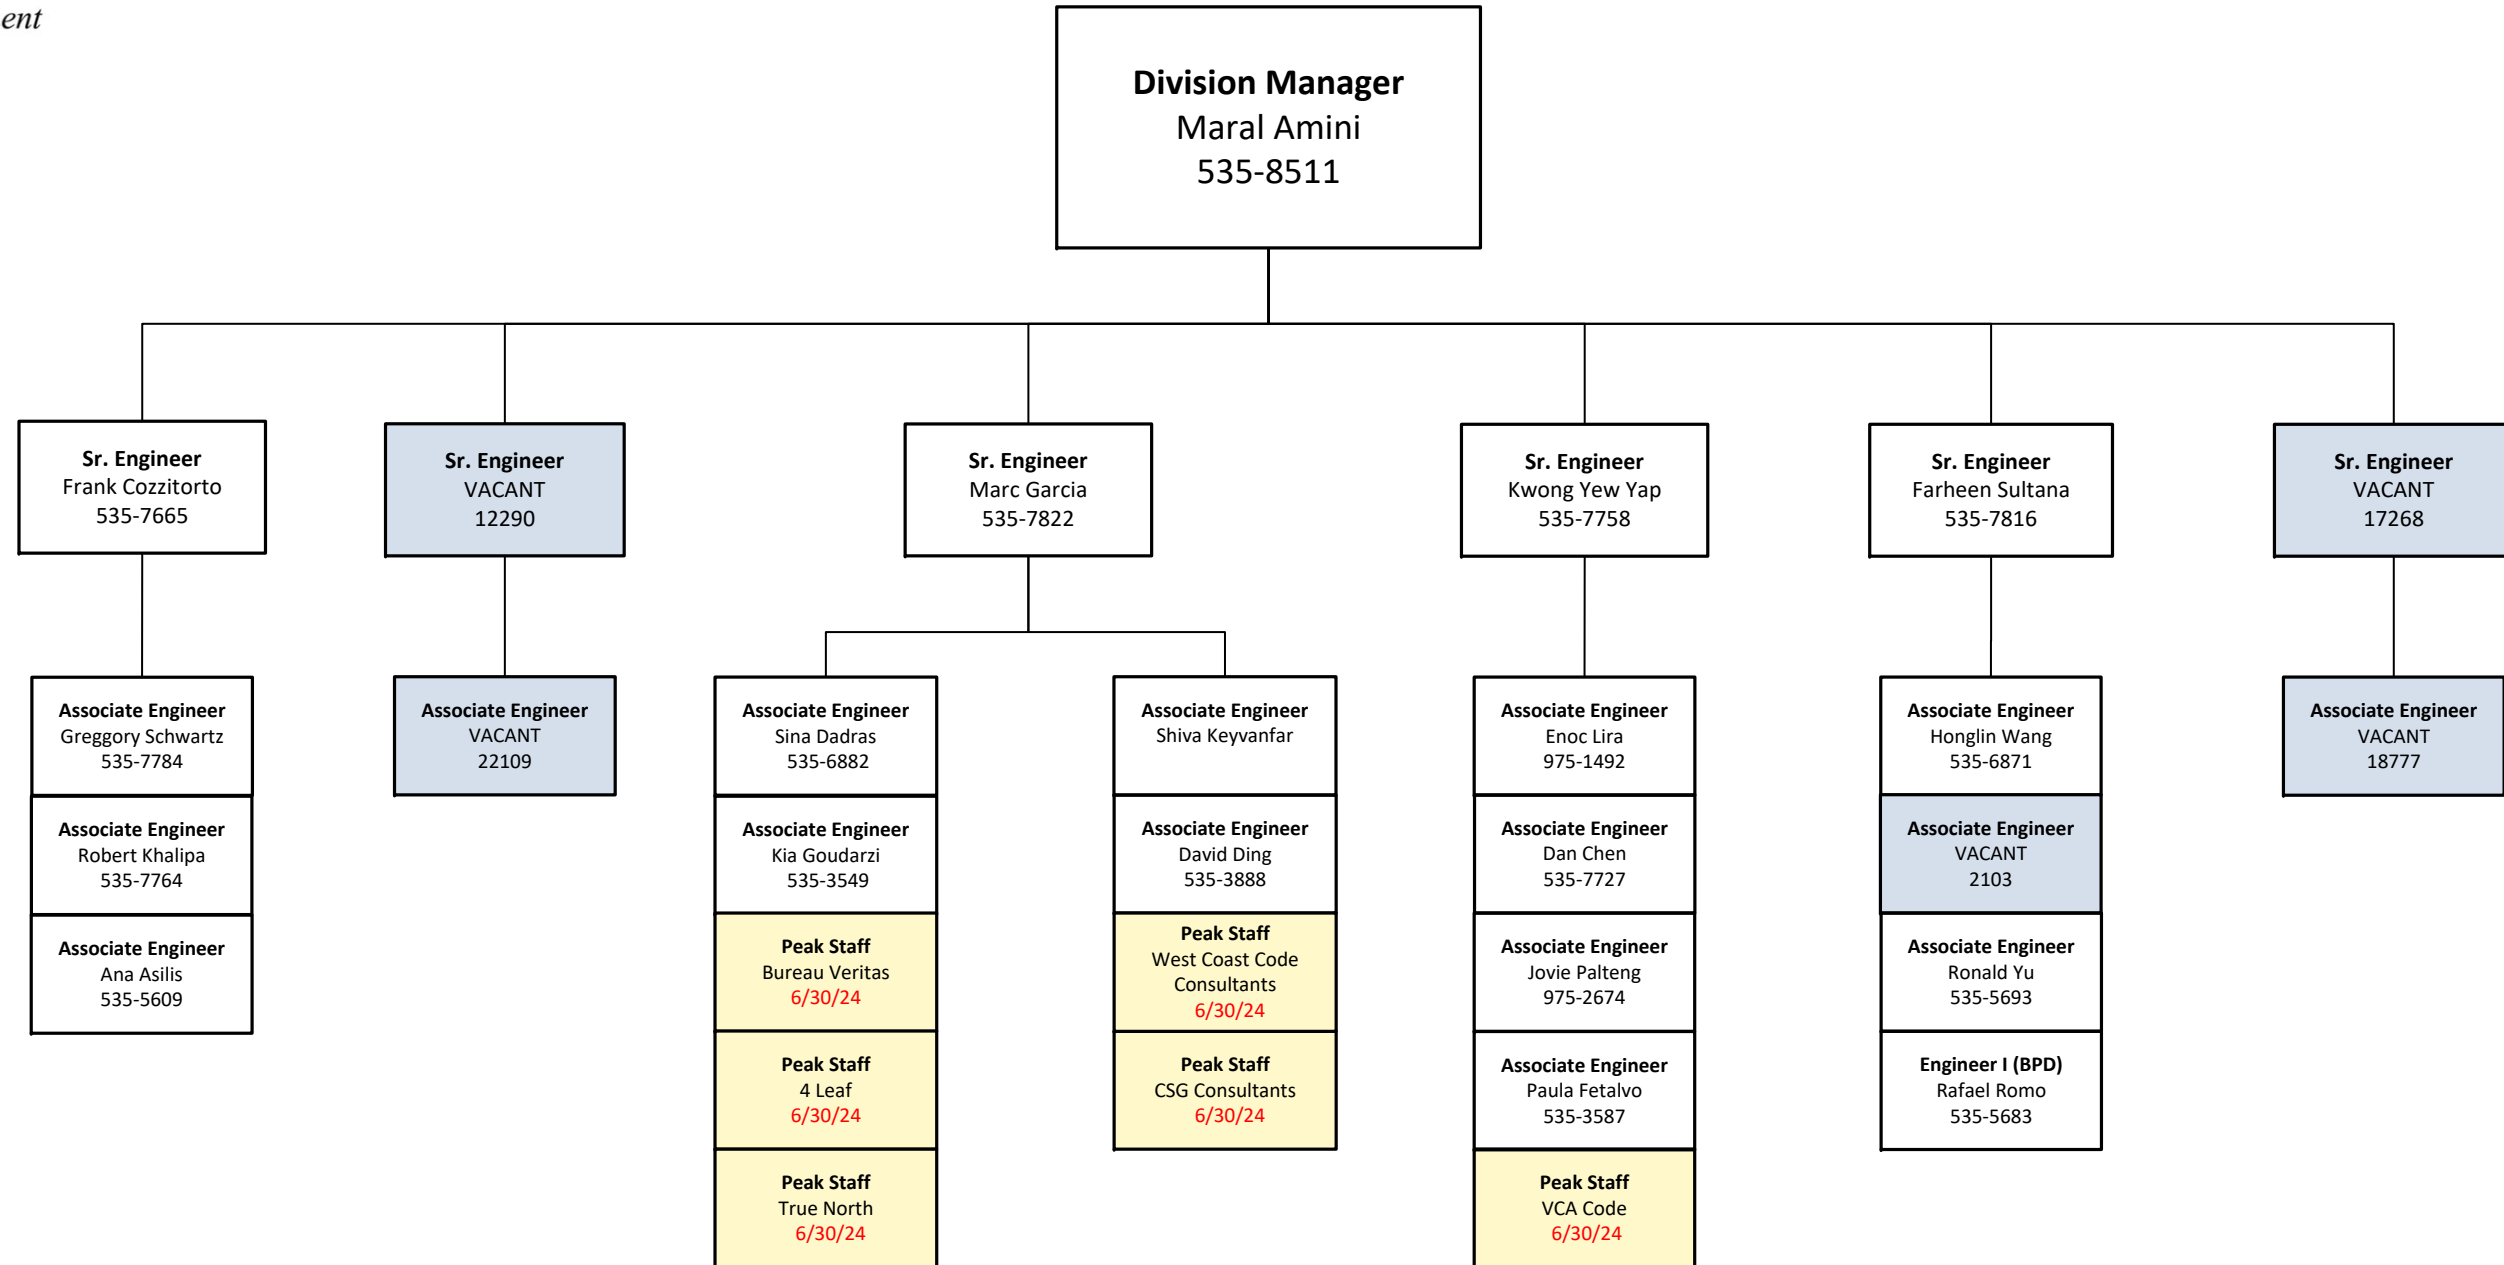 ent
Division Manager
Maral Amini
535-8511
Sr. Engineer
Frank Cozzitorto
535-7665
Sr. Engineer
VACANT
12290
Sr. Engineer
Marc Garcia
535-7822
Sr. Engineer
Kwong Yew Yap
535-7758
Sr. Engineer
Farheen Sultana
535-7816
Sr. Engineer
VACANT
17268
Associate Engineer
Greggory Schwartz
535-7784
Associate Engineer
Robert Khalipa
535-7764
Associate Engineer
Ana Asilis
535-5609
Associate Engineer
VACANT
22109
Associate Engineer
Sina Dadras
535-6882
Associate Engineer
Kia Goudarzi
535-3549
Peak Staff
Bureau Veritas
6/30/24
Peak Staff
4 Leaf
6/30/24
Peak Staff
True North
6/30/24
Associate Engineer
Shiva Keyvanfar
Associate Engineer
David Ding
535-3888
Peak Staff
West Coast Code
Consultants
6/30/24
Peak Staff
CSG Consultants
6/30/24
Associate Engineer
Enoc Lira
975-1492
Associate Engineer
Dan Chen
535-7727
Associate Engineer
Jovie Palteng
975-2674
Associate Engineer
Paula Fetalvo
535-3587
Peak Staff
VCA Code
6/30/24
Associate Engineer
Honglin Wang
535-6871
Associate Engineer
VACANT
2103
Associate Engineer
Ronald Yu
535-5693
Engineer I (BPD)
Rafael Romo
535-5683
Associate Engineer
VACANT
18777